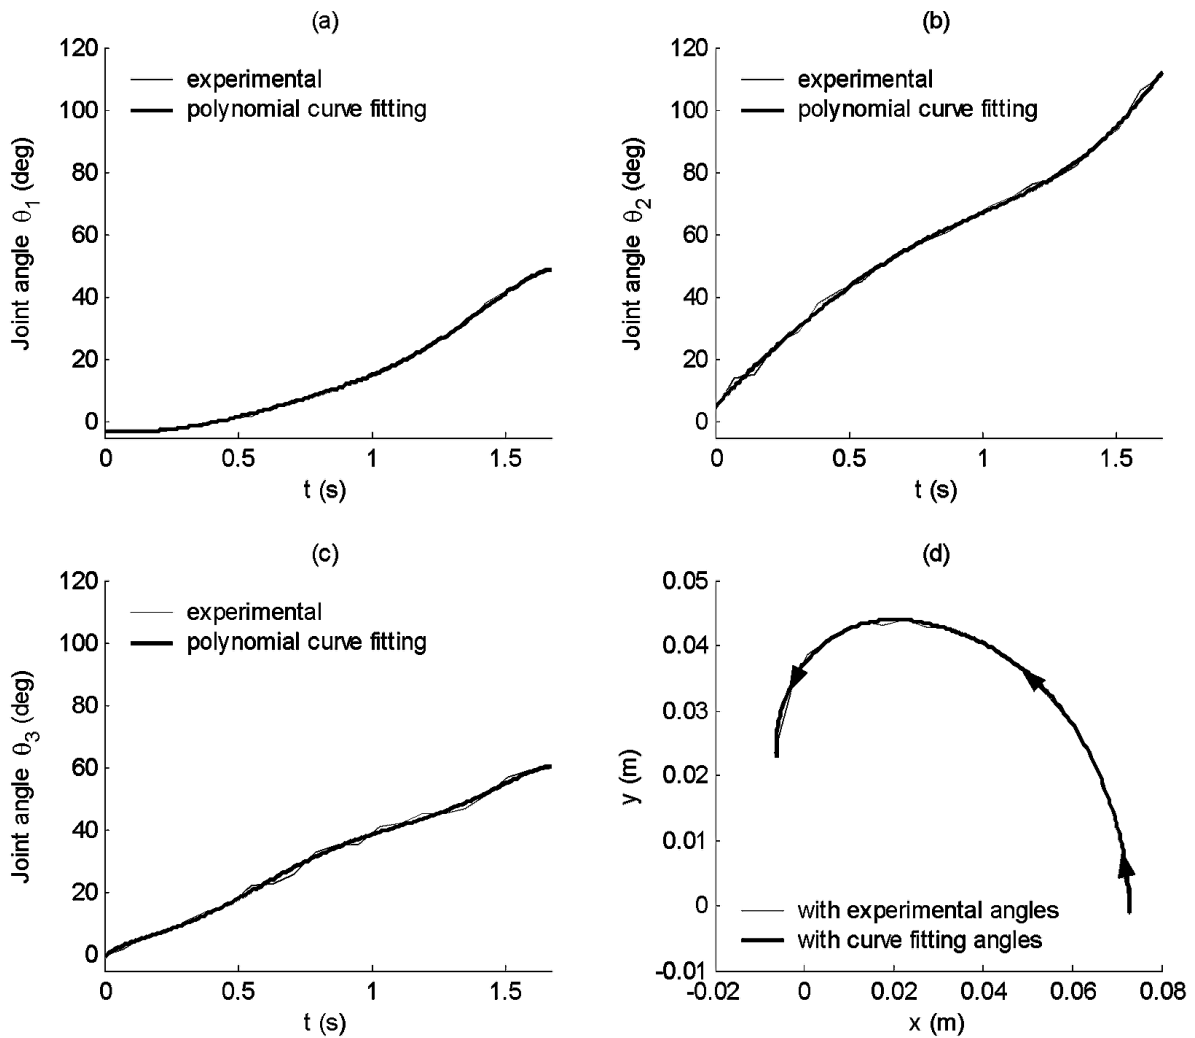 (a)
120
100
80
60
40
20
0
Joint angle θ1 (deg)
experimental
polynomial curve fitting
0 0.5 1 1.5
t (s)
(b)
120
100
80
60
40
20
0
Joint angle θ2 (deg)
experimental
polynomial curve fitting
0 0.5 1 1.5
t (s)
(c)
120
100
80
60
40
20
0
Joint angle θ3 (deg)
experimental
polynomial curve fitting
0 0.5 1 1.5
t (s)
(d)
0.05
0.04
0.03
0.02
0.01
0
-0.01
y (m)
with experimental angles
with curve fitting angles
-0.02 0 0.02 0.04 0.06 0.08
x (m)